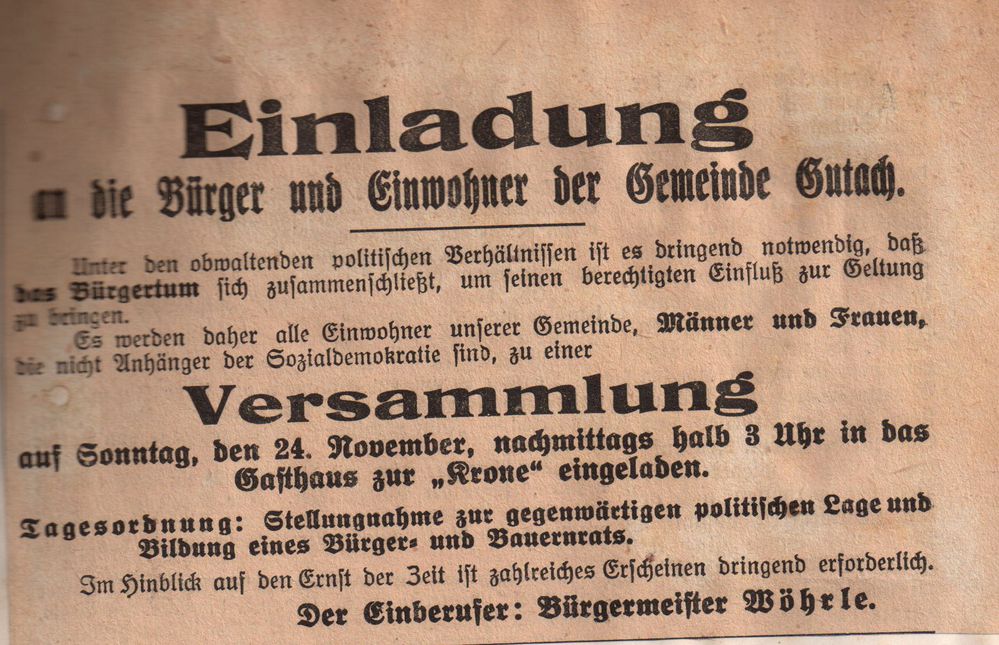 Einladung
an die Bürger und Einwohner der Gemeinde Gutach.
Unter den obwaltenden politischen Verhältnissen ist es dringend notwendig, daß
das Bürgertum sich zusammenschließt, um seinen berechtigten Einfluß zur Geltung
zu bringen.
Es werden daher alle Einwohner unserer Gemeinde, Männer und Frauen,
die nicht Anhänger der Sozialdemokratie sind, zu einer
Versammlung
auf Sonntag, den 24. November, nachmittags halb 3 Uhr in das
Gasthaus zur „Krone“ eingeladen.
Tagesordnung: Stellungnahme zur gegenwärtigen politischen Lage und
Bildung eines Bürger- und Bauernrats.
Im Hinblick auf den Ernst der Zeit ist zahlreiches Erscheinen dringend erforderlich.
Der Einberufer: Bürgermeister Wöhrle.